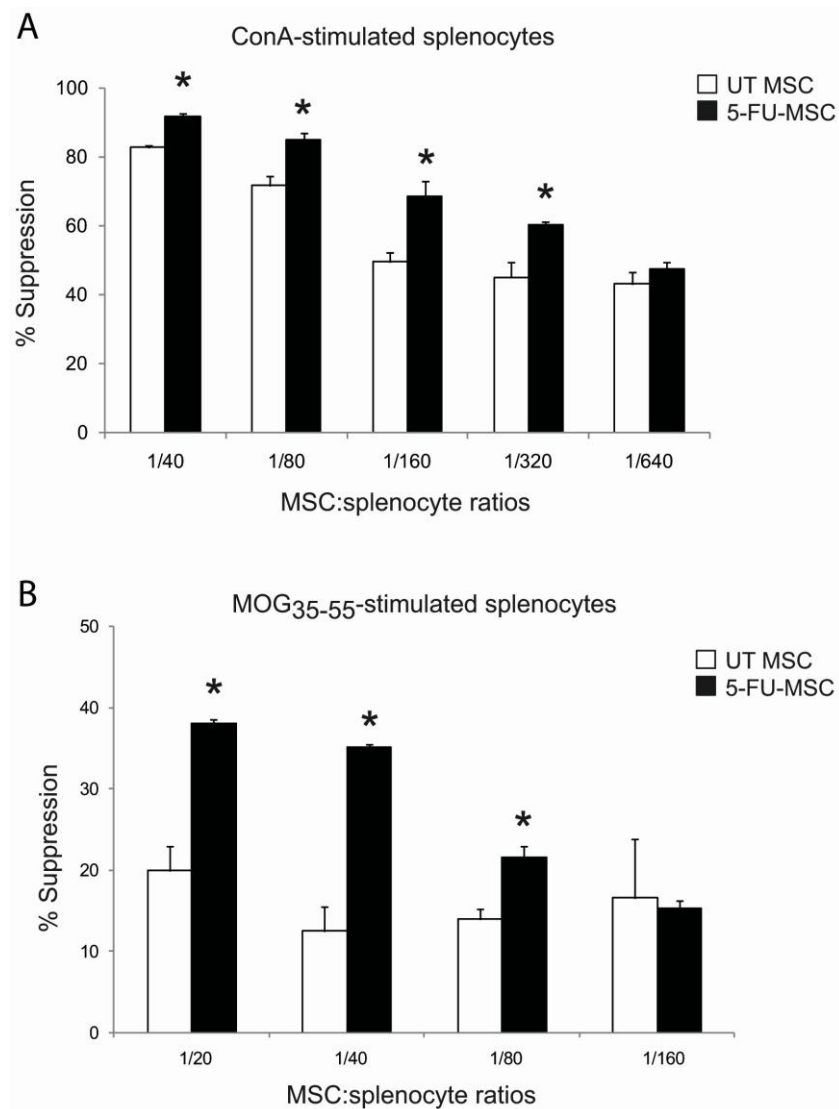 A
ConA-stimulated splenocytes
UT MSC
5-FU-MSC
% Suppression
100
80
60
40
20
0
*
*
*
*
1/40 1/80 1/160 1/320 1/640
MSC:splenocyte ratios
B
MOG35-55-stimulated splenocytes
UT MSC
5-FU-MSC
% Suppression
50
40
30
20
10
0
*
*
*
1/20 1/40 1/80 1/160
MSC:splenocyte ratios